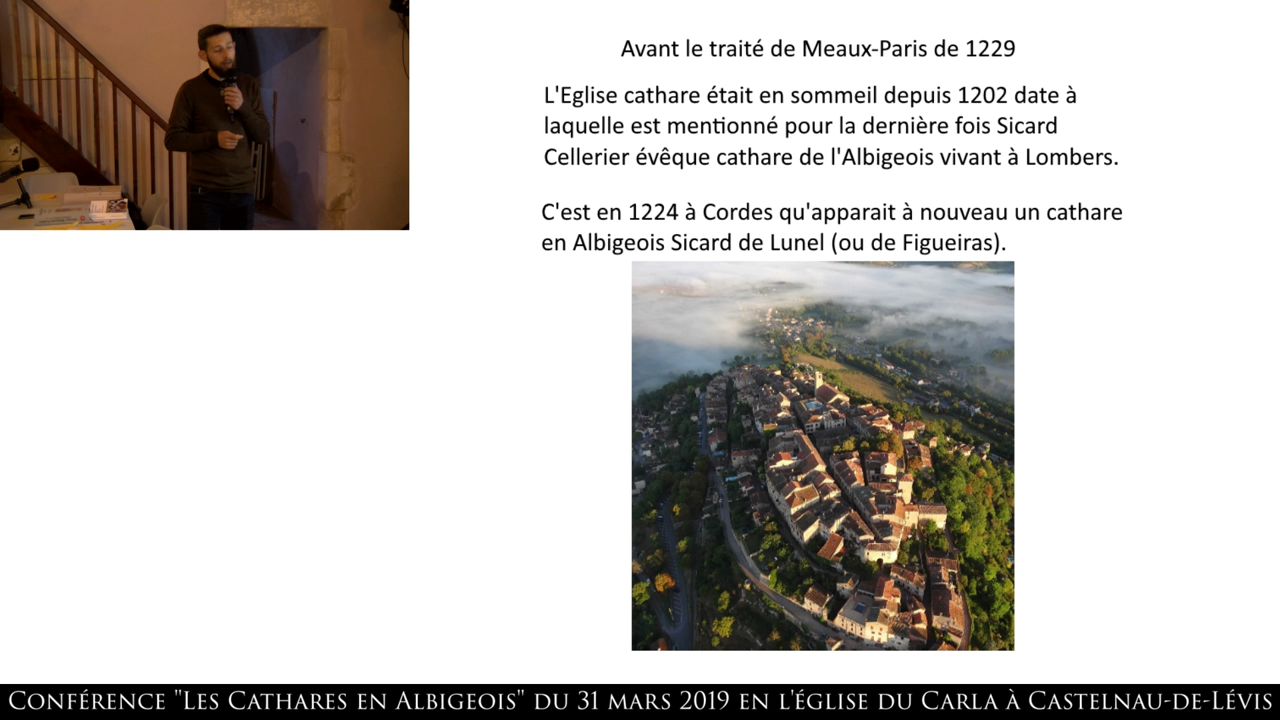 Avant le traité de Meaux-Paris de 1229
L'Eglise cathare était en sommeil depuis 1202 date à
laquelle est mentionné pour la dernière fois Sicard
Cellerier évêque cathare de l'Albigeois vivant à Lombers.
C'est en 1224 à Cordes qu'apparait à nouveau un cathare
en Albigeois Sicard de Lunel (ou de Figueiras).
Conférence "Les Cathares en Albigeois" du 31 mars 2019 en l'église du Carla à Castelnau-de-Lévis